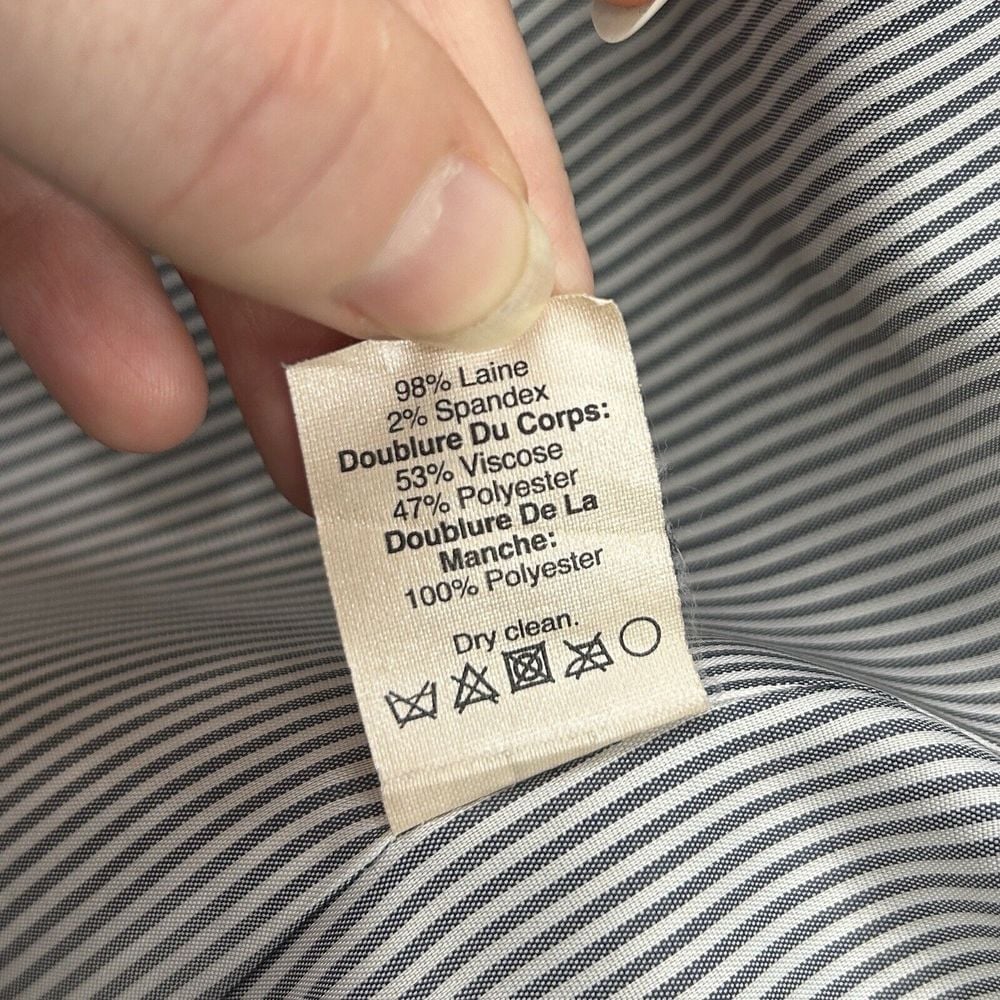 98% Laine
2% Spandex
Doublure Du Corps:
53% Viscose
47% Polyester
Doublure De La
Manche:
100% Polyester
Dry clean.